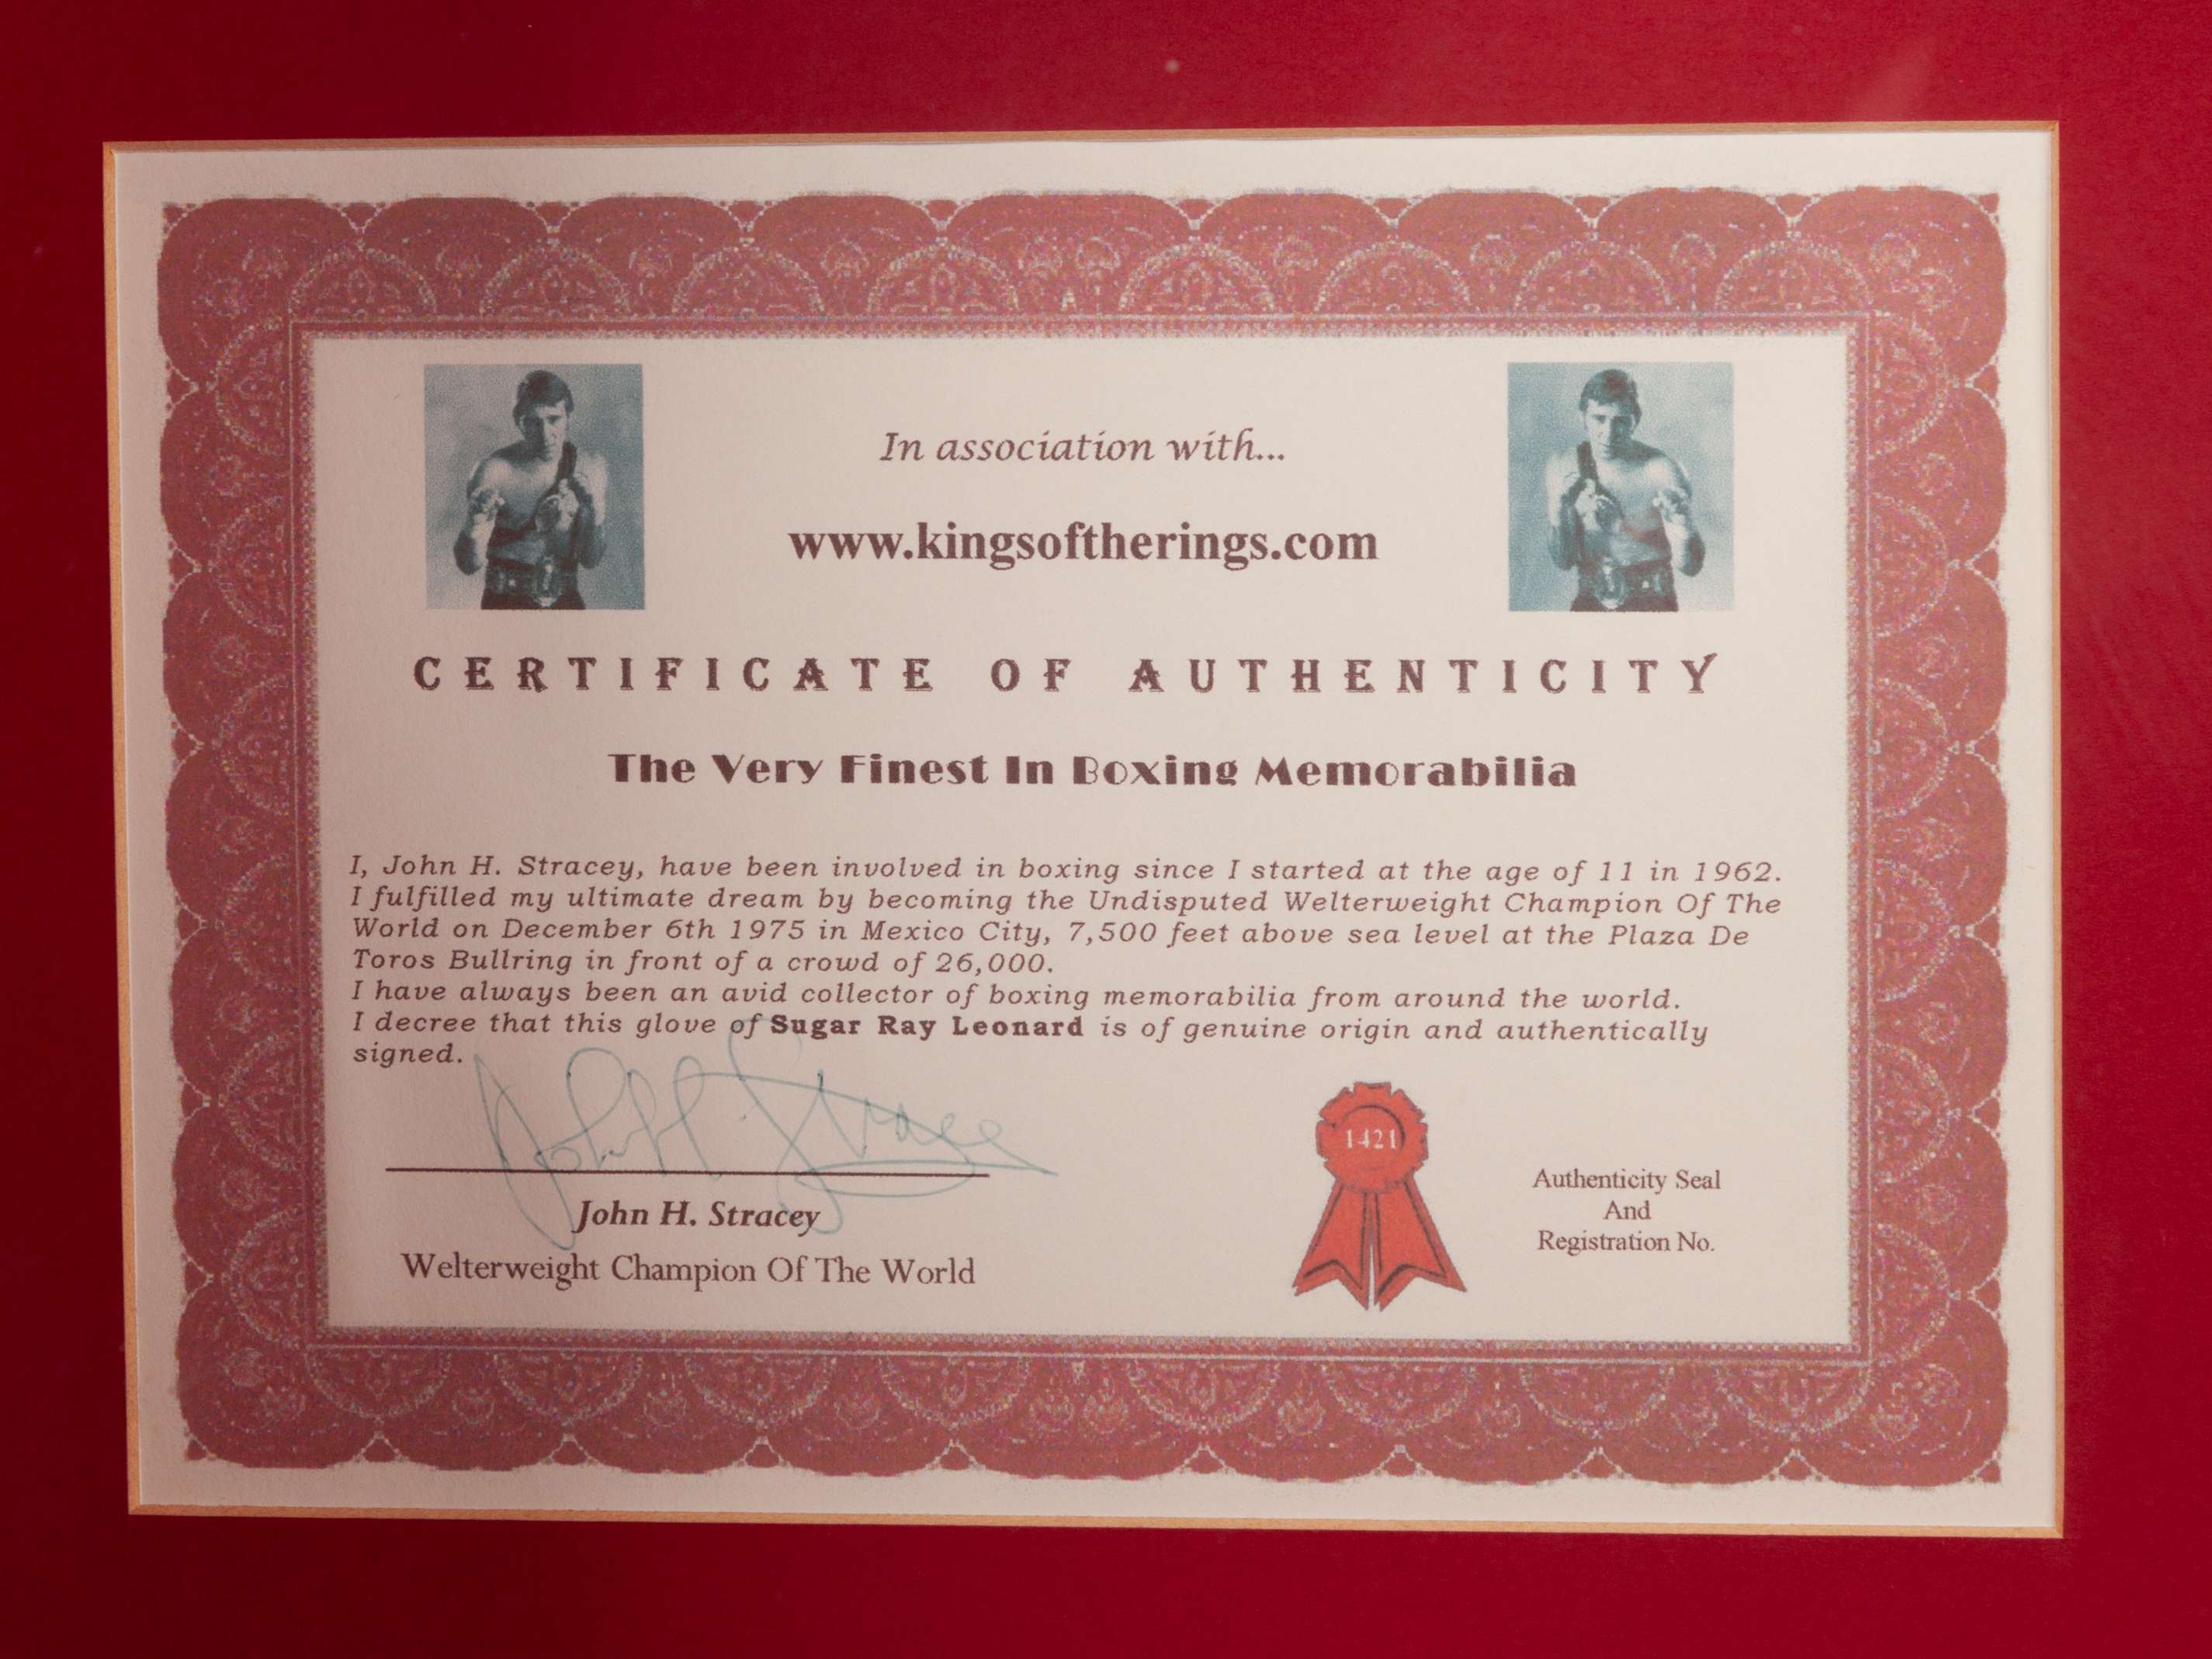 In association with...
www.kingsoftherings.com
CERTIFICATE OF AUTHENTICITY
The Very Finest In Boxing Memorabilia
I, John H. Stracey, have been involved in boxing since I started at the age of 11 in 1962.
I fulfilled my ultimate dream by becoming the Undisputed Welterweight Champion Of The
World on December 6th 1975 in Mexico City, 7,500 feet above sea level at the Plaza De
Toros Bullring in front of a crowd of 26,000.
I have always been an avid collector of boxing memorabilia from around the world.
I decree that this glove of Sugar Ray Leonard is of genuine origin and authentically
signed.
John H. Stracey
John H. Stracey
Welterweight Champion Of The World
1421
Authenticity Seal
And
Registration No.